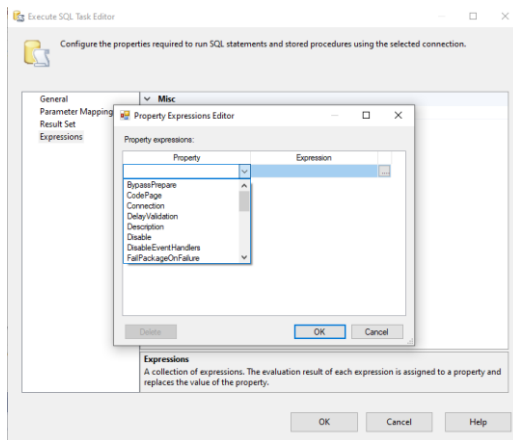 Execute SQL Task Editor
Configure the properties required to run SQL statements and stored procedures using the selected connection.
General
Parameter Mapping
Result Set
Expressions
Misc
Property Expressions Editor
Property expressions:
Property Expression
...
BypassPrepare
CodePage
Connection
DelayValidation
Description
Disable
DisableEventHandlers
FailPackageOnFailure
Delete OK Cancel
Expressions
A collection of expressions. The evaluation result of each expression is assigned to a property and
replaces the value of the property.
OK Cancel Help